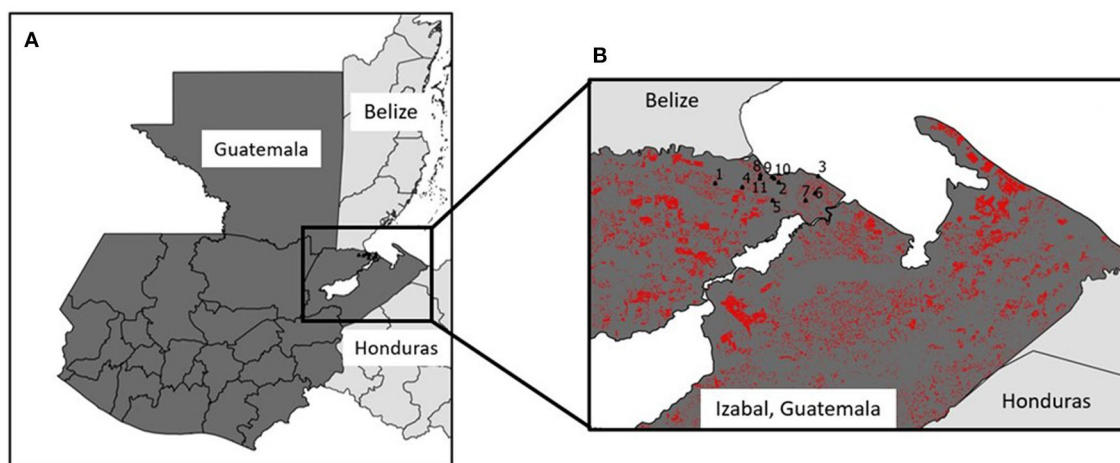 A
Belize
Guatemala
Honduras
B
Belize
8 9 10 3
1 4 11 2 7 6
5
Izabal, Guatemala
Honduras